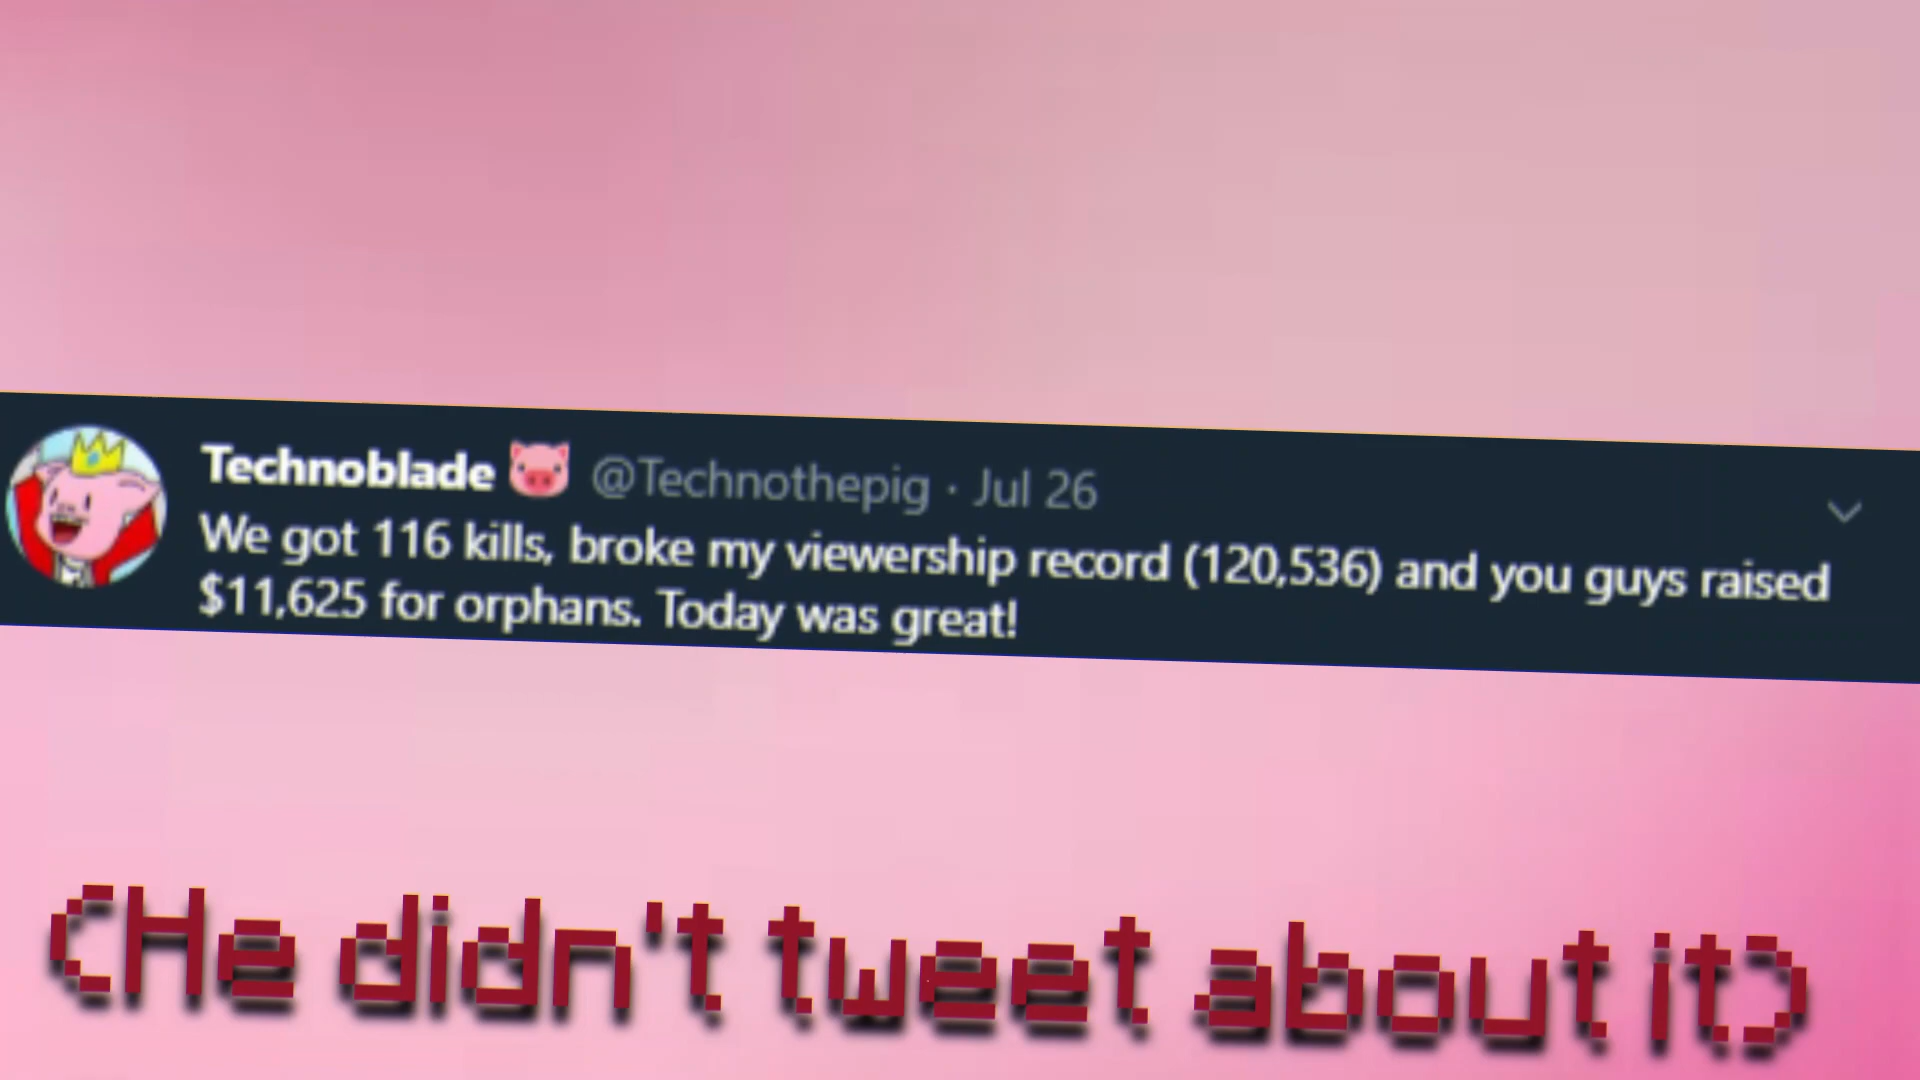 Technoblade 🐷 @Technothepig · Jul 26
We got 116 kills, broke my viewership record (120,536) and you guys raised
$11,625 for orphans. Today was great!
(He didn't tweet about it)